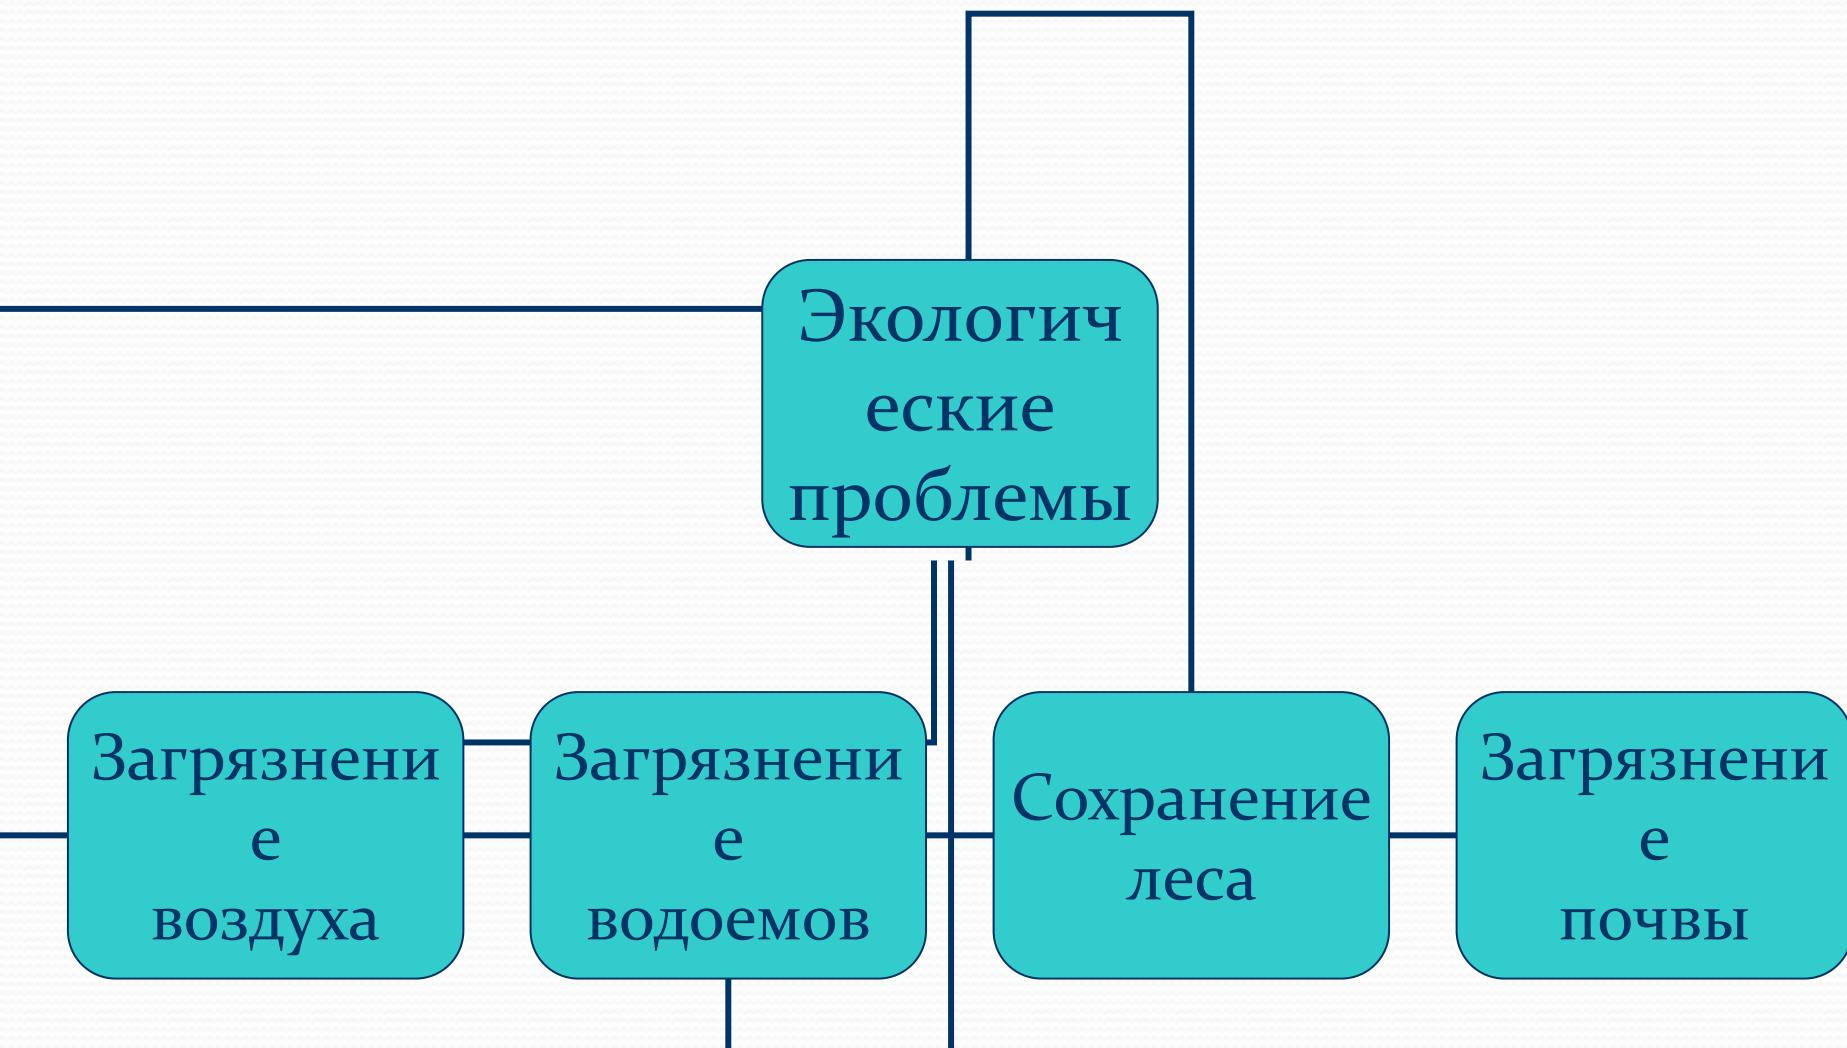 Экологич
еские
проблемы
Загрязнени
е
воздуха
Загрязнени
е
водоемов
Сохранение
леса
Загрязнени
е
почвы